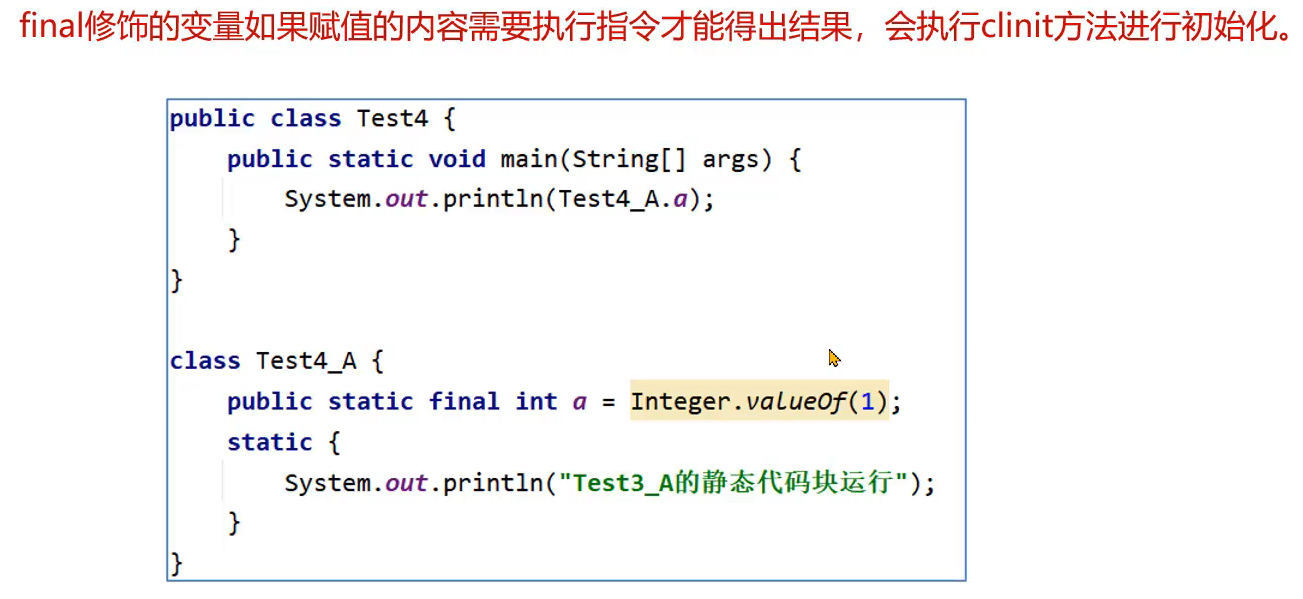 final修饰的变量如果赋值的内容需要执行指令才能得出结果，会执行clinit方法进行初始化。
public class Test4 {
    public static void main(String[] args) {
        System.out.println(Test4_A.a);
    }
}
class Test4_A {
    public static final int a = Integer.valueOf(1);
    static {
        System.out.println("Test3_A的静态代码块运行");
    }
}